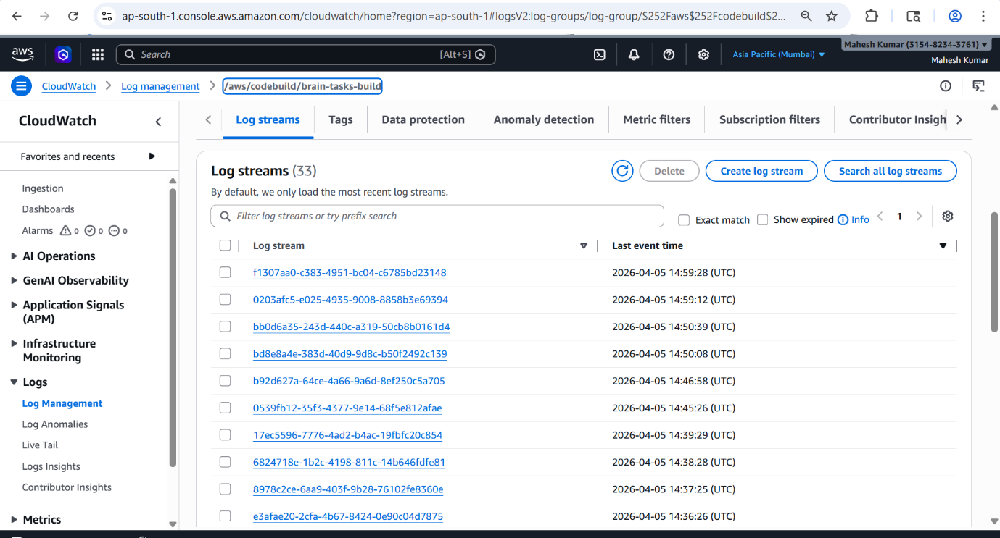 ap-south-1.console.aws.amazon.com/cloudwatch/home?region=ap-south-1#logsV2:log-groups/log-group/$252Faws$252Fcodebuild$2...
aws
Search [Alt+S]
Asia Pacific (Mumbai)
Mahesh Kumar (3154-8234-3761)
Mahesh Kumar
CloudWatch
Log management
/aws/codebuild/brain-tasks-build
CloudWatch
Favorites and recents
Ingestion
Dashboards
Alarms 0 0 0
AI Operations
GenAI Observability
Application Signals
(APM)
Infrastructure
Monitoring
Logs
Log Management
Log Anomalies
Live Tail
Logs Insights
Contributor Insights
Metrics
Log streams Tags Data protection Anomaly detection Metric filters Subscription filters Contributor Insigh
Log streams (33)
Delete Create log stream Search all log streams
By default, we only load the most recent log streams.
Filter log streams or try prefix search
Exact match Show expired Info 1
Log stream Last event time
f1307aa0-c383-4951-bc04-c6785bd23148 2026-04-05 14:59:28 (UTC)
0203afc5-e025-4935-9008-8858b3e69394 2026-04-05 14:59:12 (UTC)
bb0d6a35-243d-440c-a319-50cb8b0161d4 2026-04-05 14:50:39 (UTC)
bd8e8a4e-383d-40d9-9d8c-b50f2492c139 2026-04-05 14:50:08 (UTC)
b92d627a-64ce-4a66-9a6d-8ef250c5a705 2026-04-05 14:46:58 (UTC)
0539fb12-35f3-4377-9e14-68f5e812afae 2026-04-05 14:45:26 (UTC)
17ec5596-7776-4ad2-b4ac-19fbfc20c854 2026-04-05 14:39:29 (UTC)
6824718e-1b2c-4198-811c-14b646fdfe81 2026-04-05 14:38:28 (UTC)
8978c2ce-6aa9-403f-9b28-76102fe8360e 2026-04-05 14:37:25 (UTC)
e3afae20-2cfa-4b67-8424-0e90c04d7875 2026-04-05 14:36:26 (UTC)